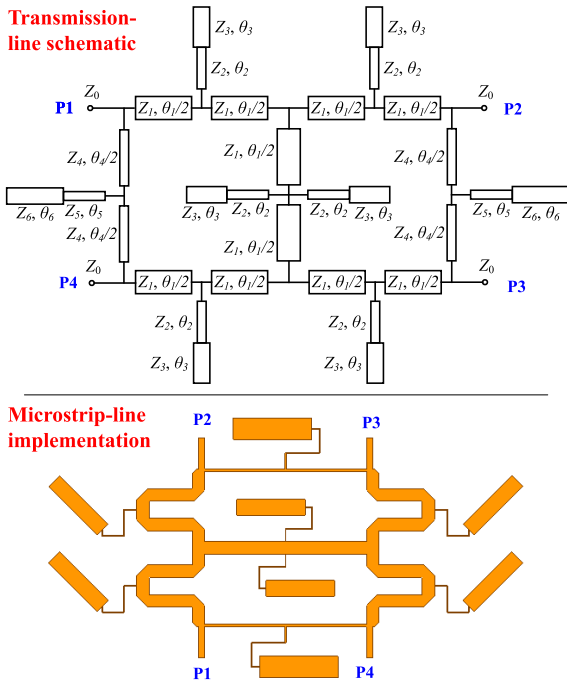 Transmission-
line schematic
Z3, θ3
Z3, θ3
Z2, θ2
Z2, θ2
Z0
Z0
P1
Z1, θ1/2
Z1, θ1/2
Z1, θ1/2
Z1, θ1/2
P2
Z4, θ4/2
Z1, θ1/2
Z4, θ4/2
Z6, θ6
Z5, θ5
Z3, θ3
Z2, θ2
Z2, θ2
Z3, θ3
Z5, θ5
Z6, θ6
Z4, θ4/2
Z1, θ1/2
Z4, θ4/2
Z0
Z0
P4
Z1, θ1/2
Z1, θ1/2
Z1, θ1/2
Z1, θ1/2
P3
Z2, θ2
Z2, θ2
Z3, θ3
Z3, θ3
Microstrip-line
implementation
P2
P3
P1
P4